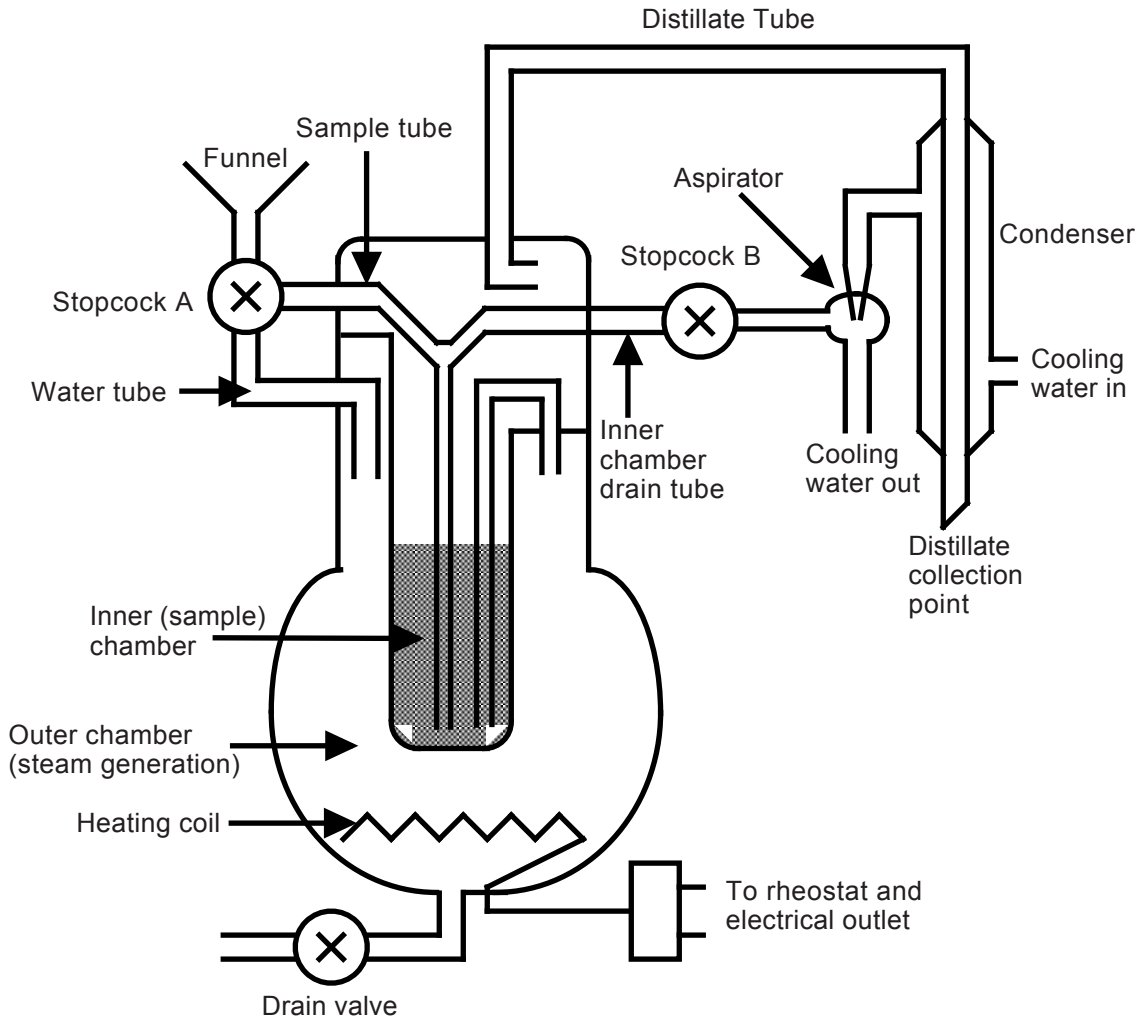 Distillate Tube
Sample tube
Funnel
Aspirator
Condenser
Stopcock B
Stopcock A
Cooling
water in
Water tube
Inner
chamber
drain tube
Cooling
water out
Distillate
collection
point
Inner (sample)
chamber
Outer chamber
(steam generation)
Heating coil
To rheostat and
electrical outlet
Drain valve